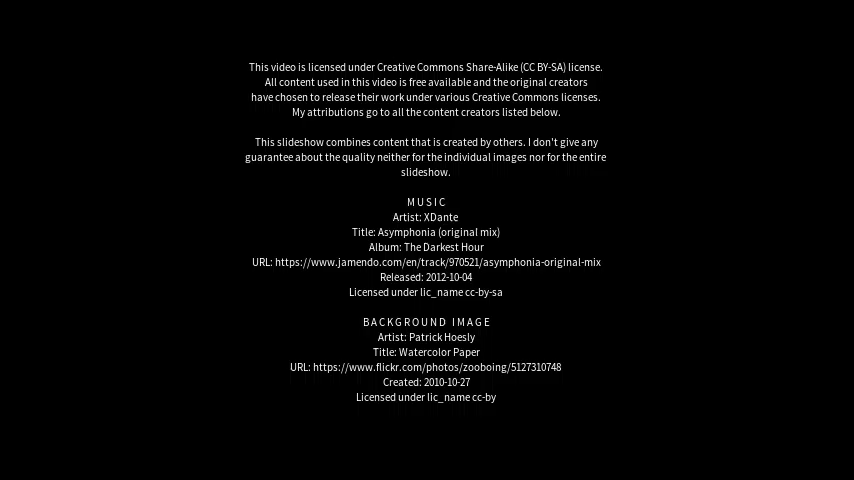 This video is licensed under Creative Commons Share-Alike (CC BY-SA) license.
All content used in this video is free available and the original creators
have chosen to release their work under various Creative Commons licenses.
My attributions go to all the content creators listed below.
This slideshow combines content that is created by others. I don't give any
guarantee about the quality neither for the individual images nor for the entire
slideshow.
MUSIC
Artist: XDante
Title: Asymphonia (original mix)
Album: The Darkest Hour
URL: https://www.jamendo.com/en/track/970521/asymphonia-original-mix
Released: 2012-10-04
Licensed under lic_name cc-by-sa
BACKGROUND IMAGE
Artist: Patrick Hoesly
Title: Watercolor Paper
URL: https://www.flickr.com/photos/zooboing/5127310748
Created: 2010-10-27
Licensed under lic_name cc-by